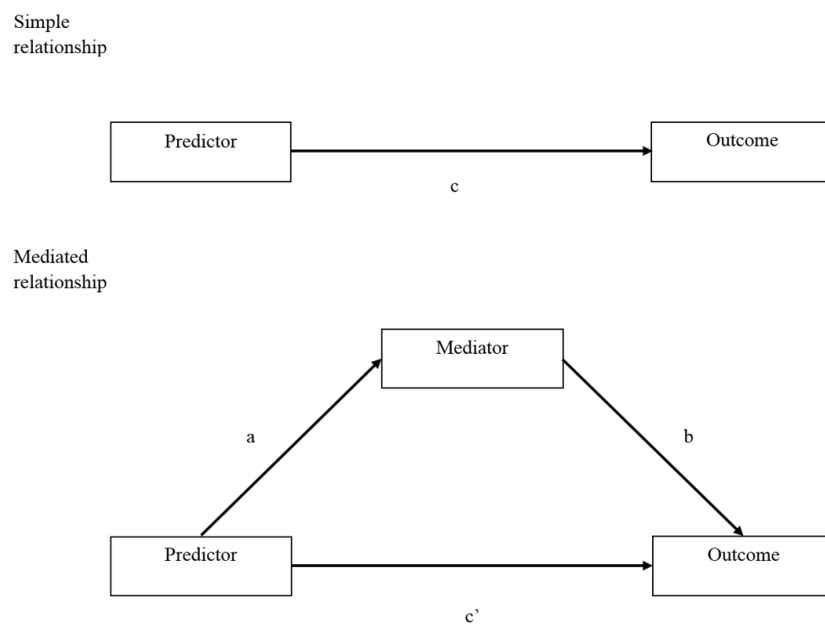 Simple
relationship
Predictor
Outcome
c
Mediated
relationship
Mediator
a
b
Predictor
Outcome
c’